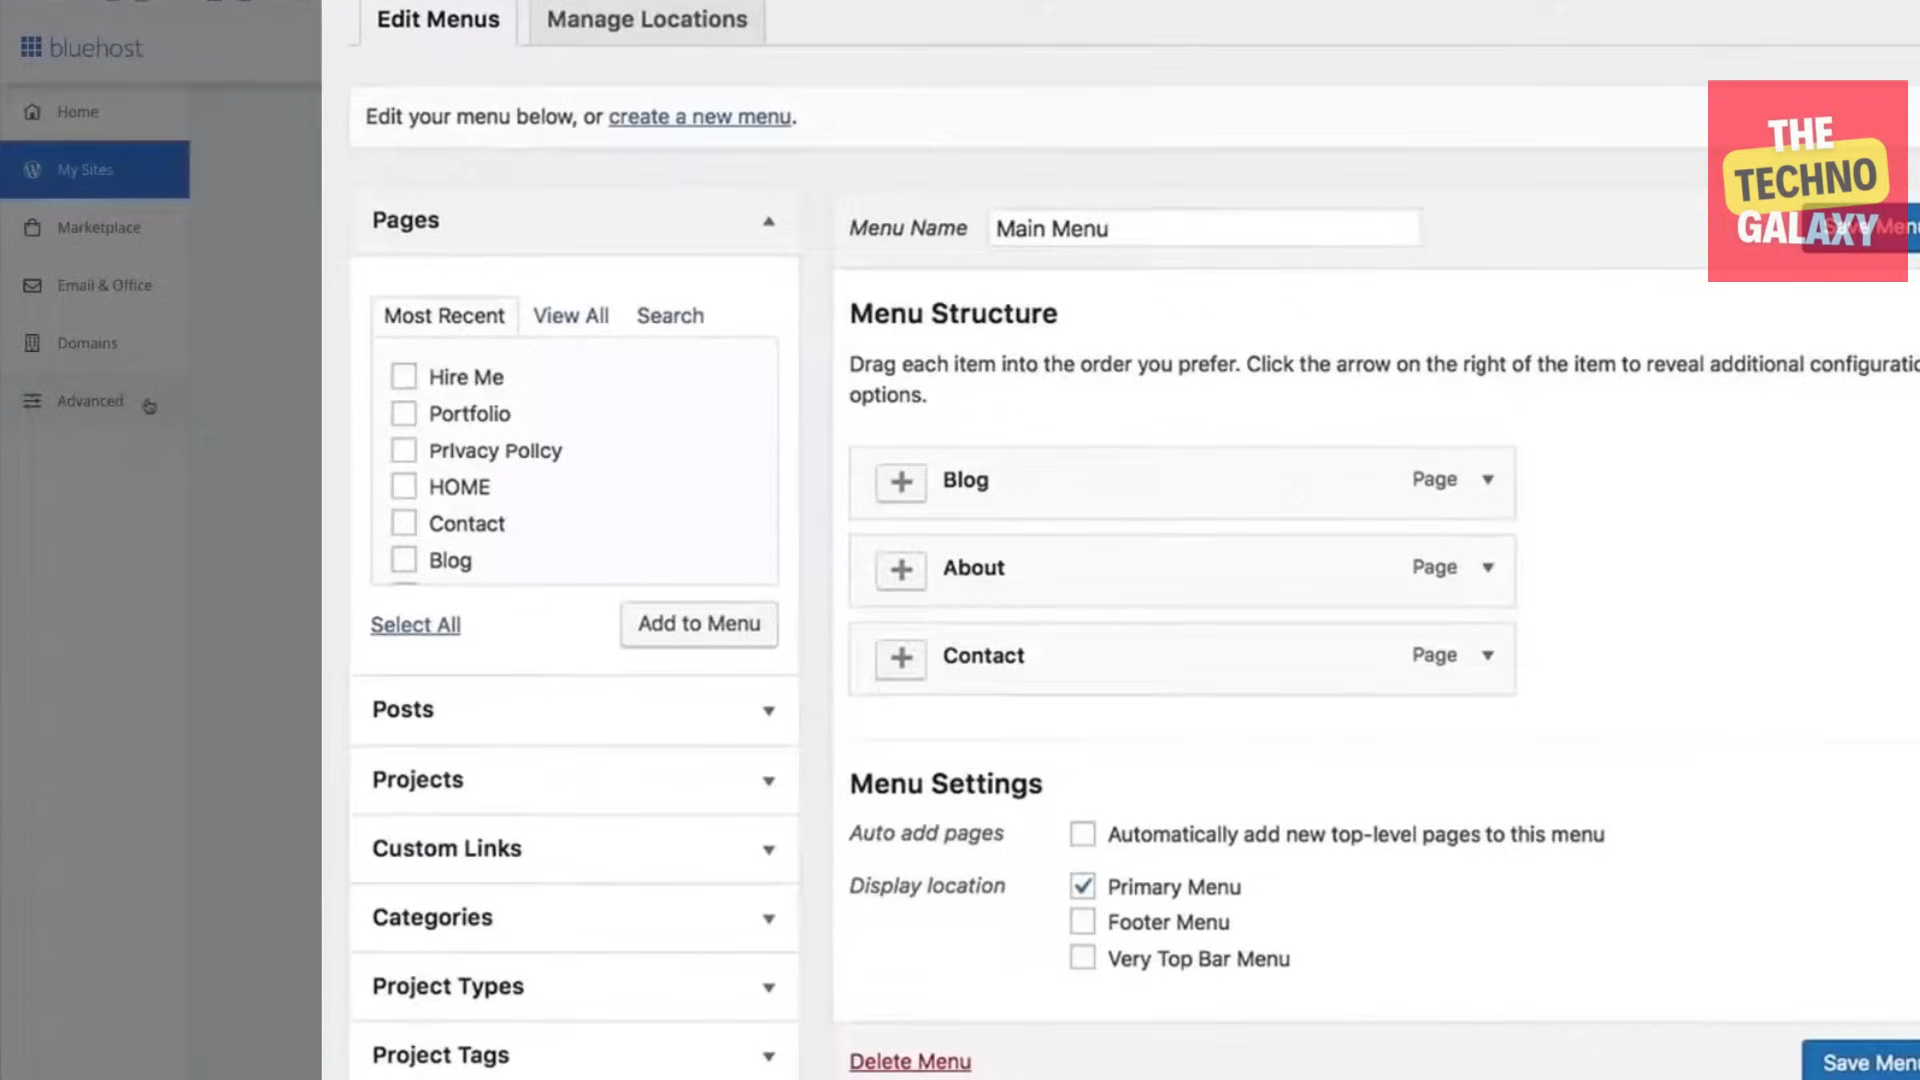 bluehost
Home
My Sites
Marketplace
Email & Office
Domains
Advanced
Edit Menus
Manage Locations
Edit your menu below, or create a new menu.
Pages
Most Recent
View All
Search
Hire Me
Portfolio
Privacy Policy
HOME
Contact
Blog
Select All
Add to Menu
Posts
Projects
Custom Links
Categories
Project Types
Project Tags
Menu Name
Main Menu
THE
TECHNO
GALAXY
Save Menu
Menu Structure
Drag each item into the order you prefer. Click the arrow on the right of the item to reveal additional configuratio
options.
Blog
Page
About
Page
Contact
Page
Menu Settings
Auto add pages
Automatically add new top-level pages to this menu
Display location
Primary Menu
Footer Menu
Very Top Bar Menu
Delete Menu
Save Menu